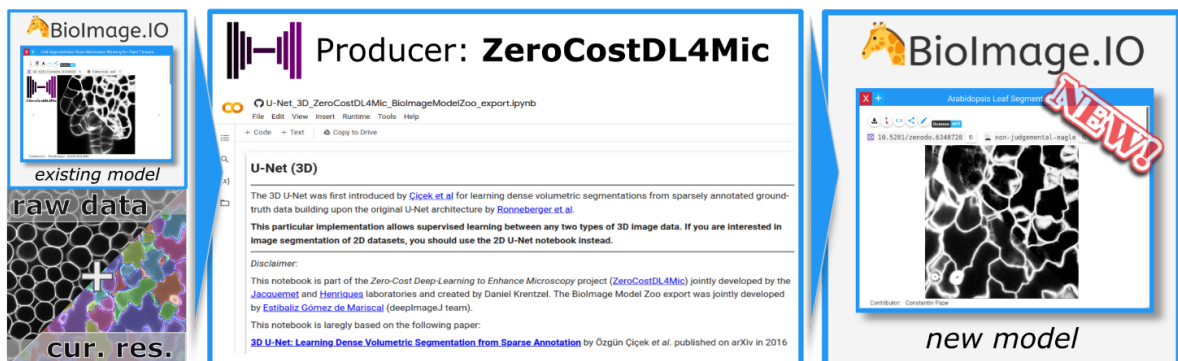 BioImage.IO
Cell Segmentation from Membrane Staining for Plant Tissues
existing model
raw data
+
cur. res.
Producer: ZeroCostDL4Mic
U-Net_3D_ZeroCostDL4Mic_BioImageModelZoo_export.ipynb
File Edit View Insert Runtime Tools Help
+ Code + Text Copy to Drive
U-Net (3D)
The 3D U-Net was first introduced by Çiçek et al for learning dense volumetric segmentations from sparsely annotated ground-
truth data building upon the original U-Net architecture by Ronneberger et al.
This particular implementation allows supervised learning between any two types of 3D image data. If you are interested in
image segmentation of 2D datasets, you should use the 2D U-Net notebook instead.
Disclaimer:
This notebook is part of the Zero-Cost Deep-Learning to Enhance Microscopy project (ZeroCostDL4Mic) jointly developed by the
Jacquemet and Henriques laboratories and created by Daniel Krentzel. The BioImage Model Zoo export was jointly developed
by Estibaliz Gómez de Mariscal (deepImageJ team).
This notebook is laregly based on the following paper:
3D U-Net: Learning Dense Volumetric Segmentation from Sparse Annotation by Özgün Çiçek et al. published on arXiv in 2016
BioImage.IO
X + Arabidopsis Leaf Segment
NEW!
10.5281/zenodo.6348728 non-judgemental-eagle
Contributor: Constantin Pape
new model